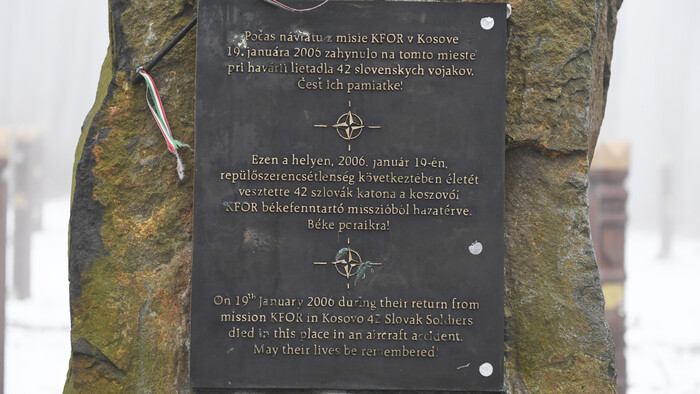 Počas návratu z misie KFOR v Kosove
19. januára 2006 zahynulo na tomto mieste
pri havárii lietadla 42 slovenských vojakov.
Česť ich pamiatke!
Ezen a helyen, 2006. január 19-én,
repülőszerencsétlenség következtében életét
vesztette 42 szlovák katona a koszovói
KFOR békefenntartó misszióból hazatérve.
Béke poraikra!
On 19th January 2006 during their return from
mission KFOR in Kosovo 42 Slovak Soldiers
died in this place in an aircraft accident.
May their lives be remembered!